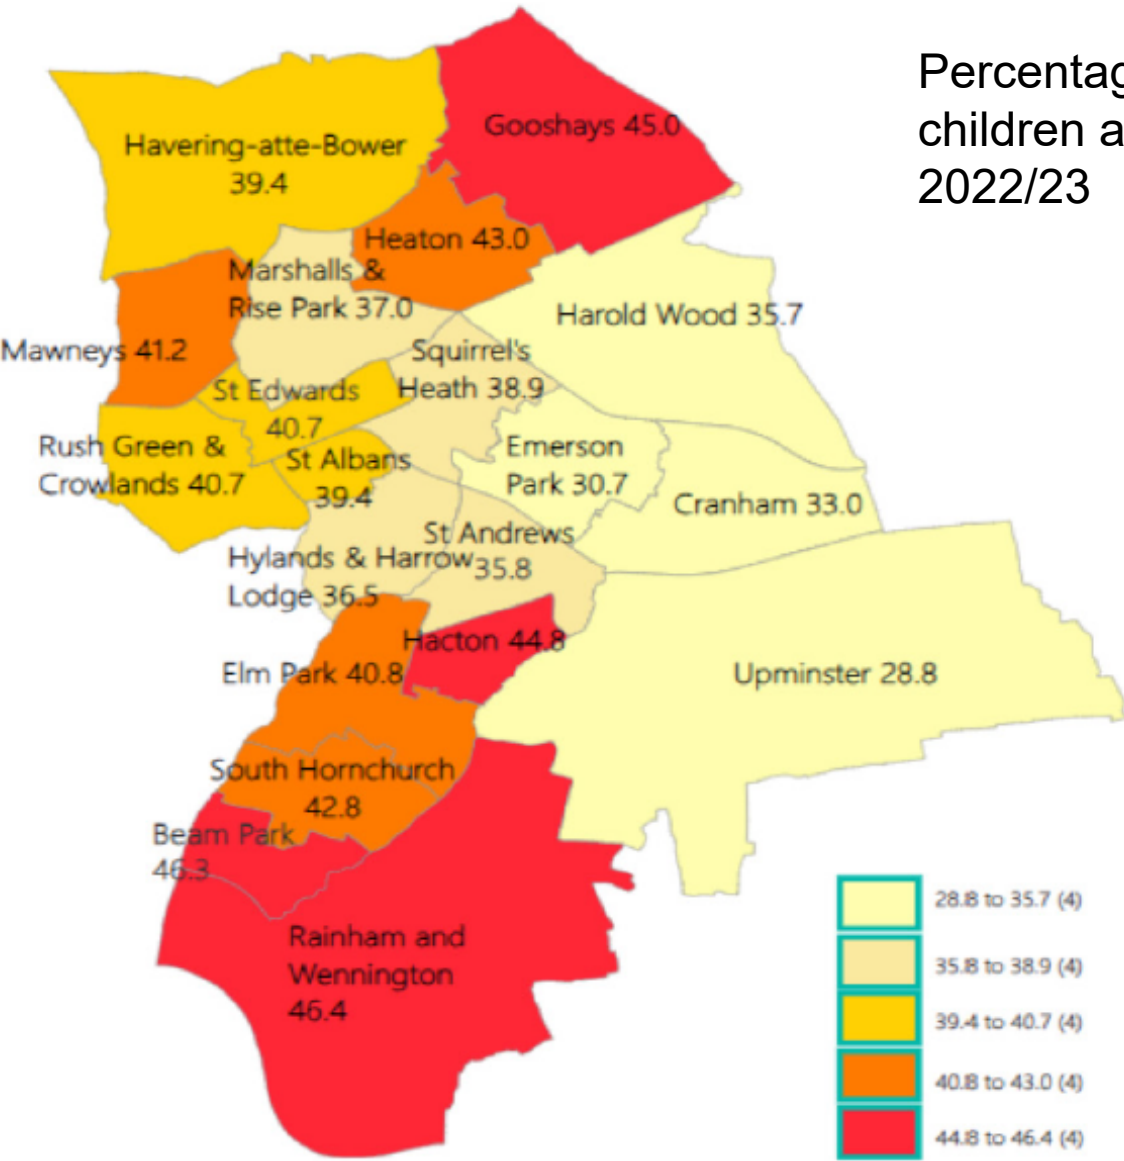 Percentag
children a
2022/23
Gooshays 45.0
Havering-atte-Bower
39.4
Heaton 43.0
Marshalls &
Rise Park 37.0
Harold Wood 35.7
Mawneys 41.2
Squirrel's
Heath 38.9
St Edwards
40.7
Rush Green &
Crowlands 40.7
St Albans
39.4
Emerson
Park 30.7
Cranham 33.0
St Andrews
35.8
Hylands & Harrow
Lodge 36.5
Hacton 44.8
Elm Park 40.8
Upminster 28.8
South Hornchurch
42.8
Beam Park
46.3
Rainham and
Wennington
46.4
28.8 to 35.7 (4)
35.8 to 38.9 (4)
39.4 to 40.7 (4)
40.8 to 43.0 (4)
44.8 to 46.4 (4)